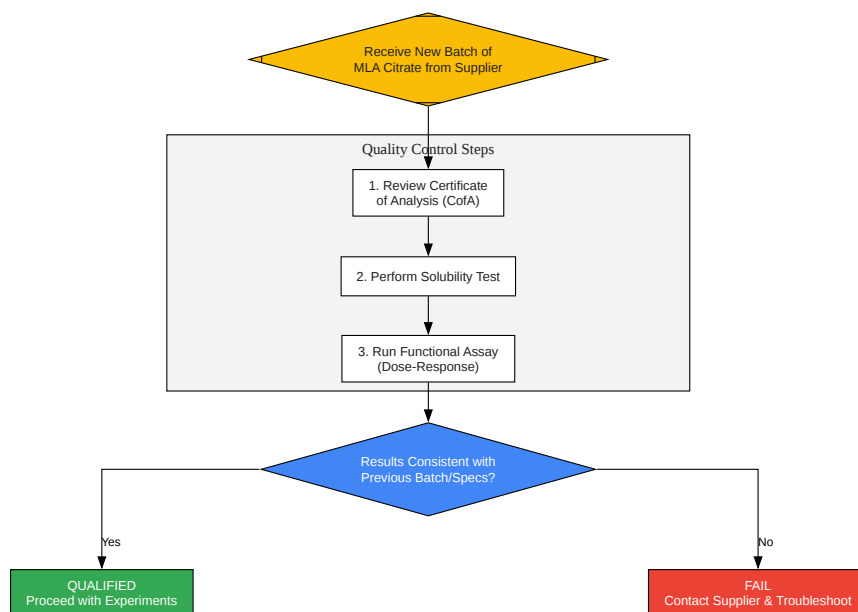 Receive New Batch of
MLA Citrate from Supplier
Quality Control Steps
1. Review Certificate
of Analysis (CofA)
2. Perform Solubility Test
3. Run Functional Assay
(Dose-Response)
Results Consistent with
Previous Batch/Specs?
Yes
No
QUALIFIED
Proceed with Experiments
FAIL
Contact Supplier & Troubleshoot